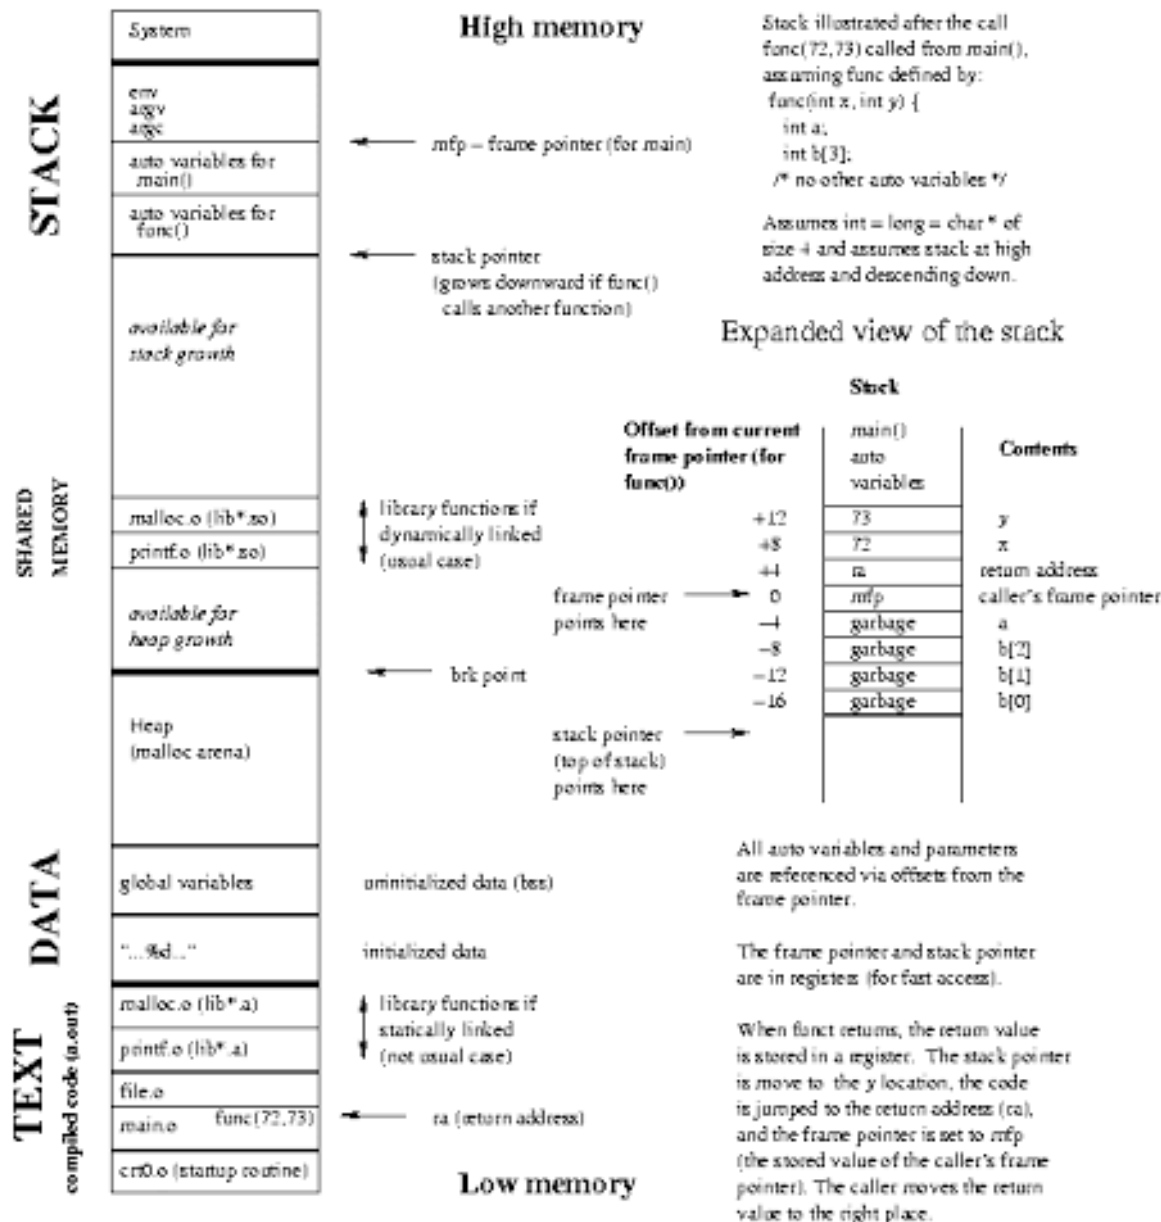 System
High memory
STACK
env
argv
argc
mfp – frame pointer (for main)
auto variables for
main()
auto variables for
func()
stack pointer
(grows downward if func()
calls another function)
available for
stack growth
SHARED
MEMORY
malloc.o (lib*.so)
printf.o (lib*.so)
library functions if
dynamically linked
(usual case)
available for
heap growth
brk point
Heap
(malloc arena)
DATA
global variables
uninitialized data (bss)
"...%d..."
initialized data
TEXT
compiled code (a.out)
malloc.o (lib*.a)
printf.o (lib*.a)
library functions if
statically linked
(not usual case)
file.o
main.o func(72,73)
ra (return address)
crt0.o (startup routine)
Low memory
Stack illustrated after the call
func(72,73) called from main(),
assuming func defined by:
func(int x, int y) {
int a;
int b[3];
/* no other auto variables */
Assumes int = long = char * of
size 4 and assumes stack at high
address and descending down.
Expanded view of the stack
Stack
Offset from current
frame pointer (for
func())
main()
auto
variables
Contents
+12 73 y
+8 72 x
+4 ra return address
frame pointer
points here
0 mfp caller's frame pointer
−4 garbage a
−8 garbage b[2]
−12 garbage b[1]
−16 garbage b[0]
stack pointer
(top of stack)
points here
All auto variables and parameters
are referenced via offsets from the
frame pointer.
The frame pointer and stack pointer
are in registers (for fast access).
When funct returns, the return value
is stored in a register. The stack pointer
is move to the y location, the code
is jumped to the return address (ra),
and the frame pointer is set to mfp
(the stored value of the caller's frame
pointer). The caller moves the return
value to the right place.